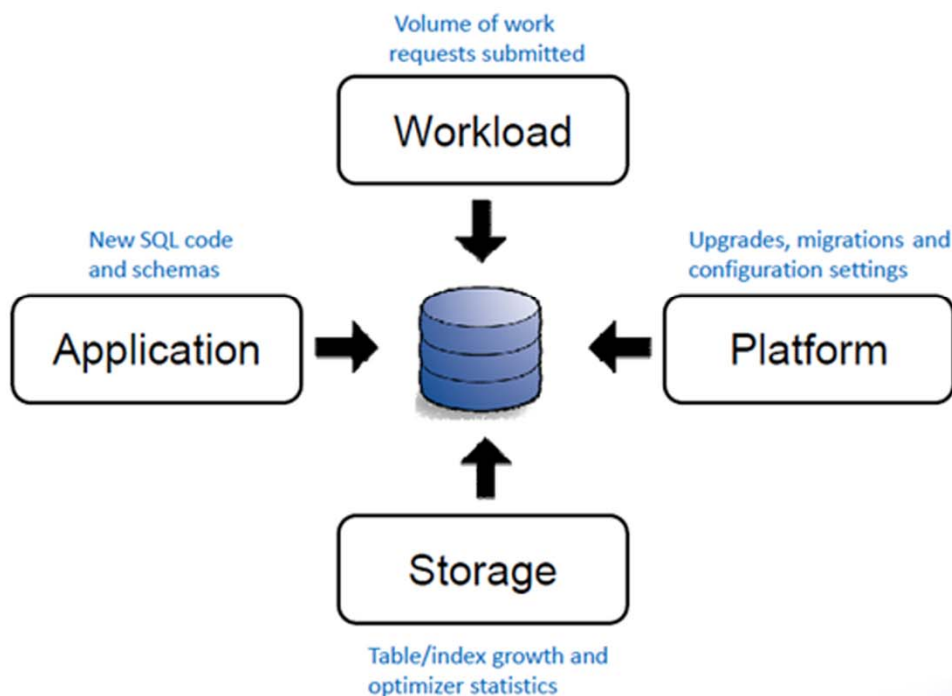 Volume of work
requests submitted
Workload
New SQL code
and schemas
Application
Upgrades, migrations and
configuration settings
Platform
Storage
Table/index growth and
optimizer statistics